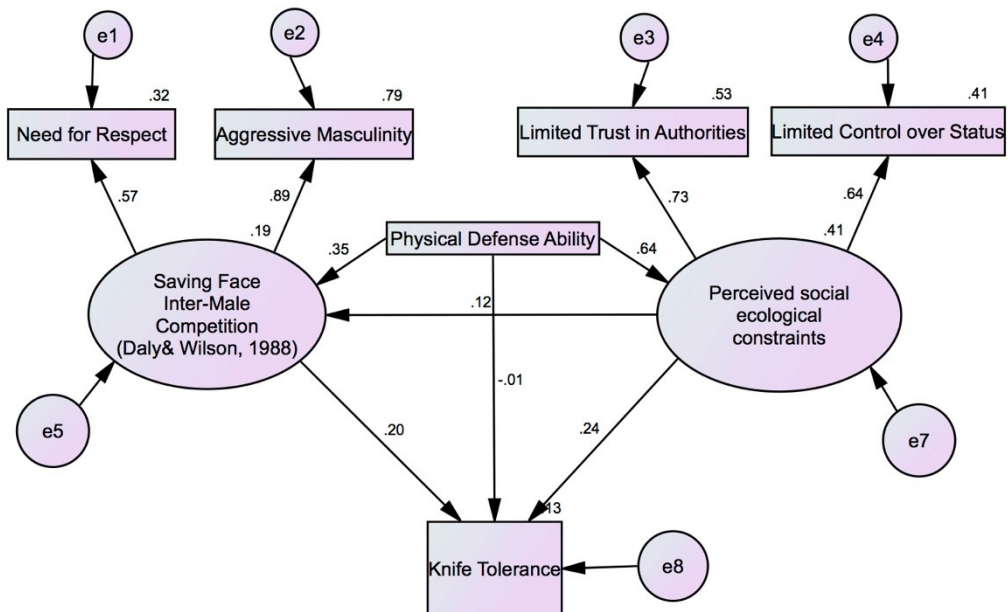 e1
e2
e3
e4
.32
.79
.53
.41
Need for Respect
Aggressive Masculinity
Limited Trust in Authorities
Limited Control over Status
.57
.89
.73
.64
.19
.41
Physical Defense Ability
.35
.64
Saving Face
Inter-Male
Competition
(Daly& Wilson, 1988)
.12
Perceived social
ecological
constraints
-.01
e5
.20
.24
e7
.13
Knife Tolerance
e8